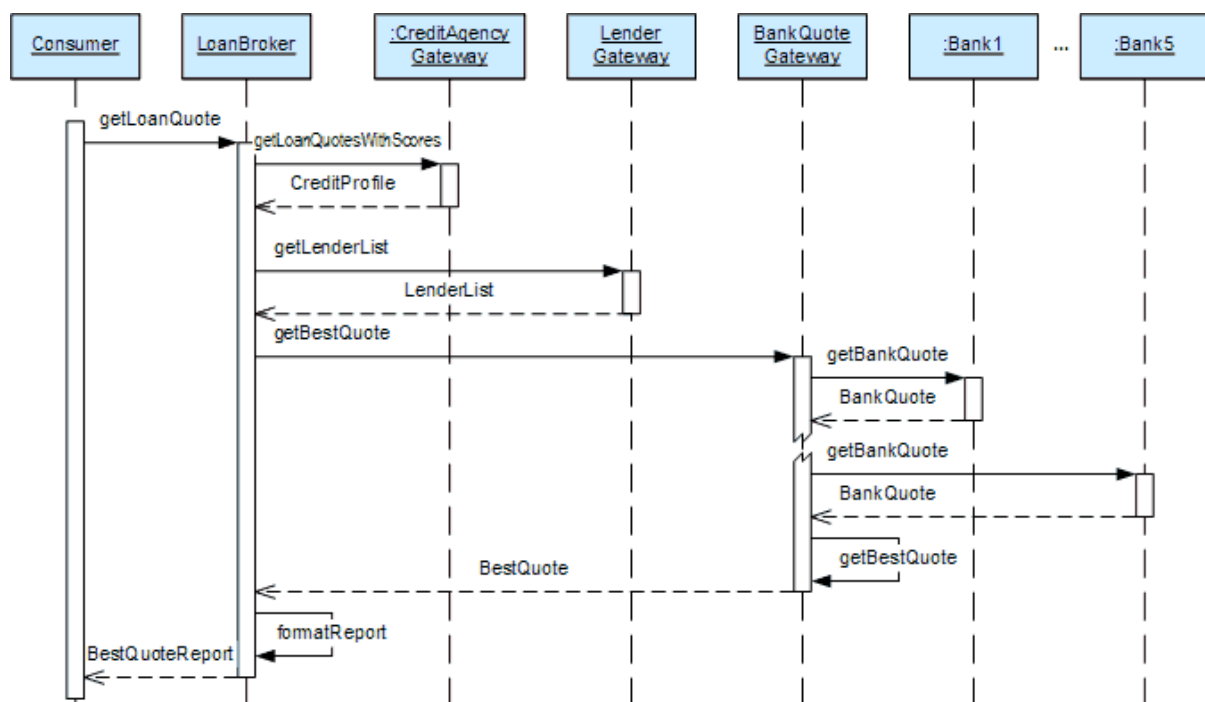 Consumer
LoanBroker
:CreditAgency
Gateway
Lender
Gateway
BankQuote
Gateway
:Bank1
...
:Bank5
getLoanQuote
getLoanQuotesWithScores
CreditProfile
getLenderList
LenderList
getBestQuote
getBankQuote
BankQuote
getBankQuote
BankQuote
getBestQuote
BestQuote
formatReport
BestQuoteReport